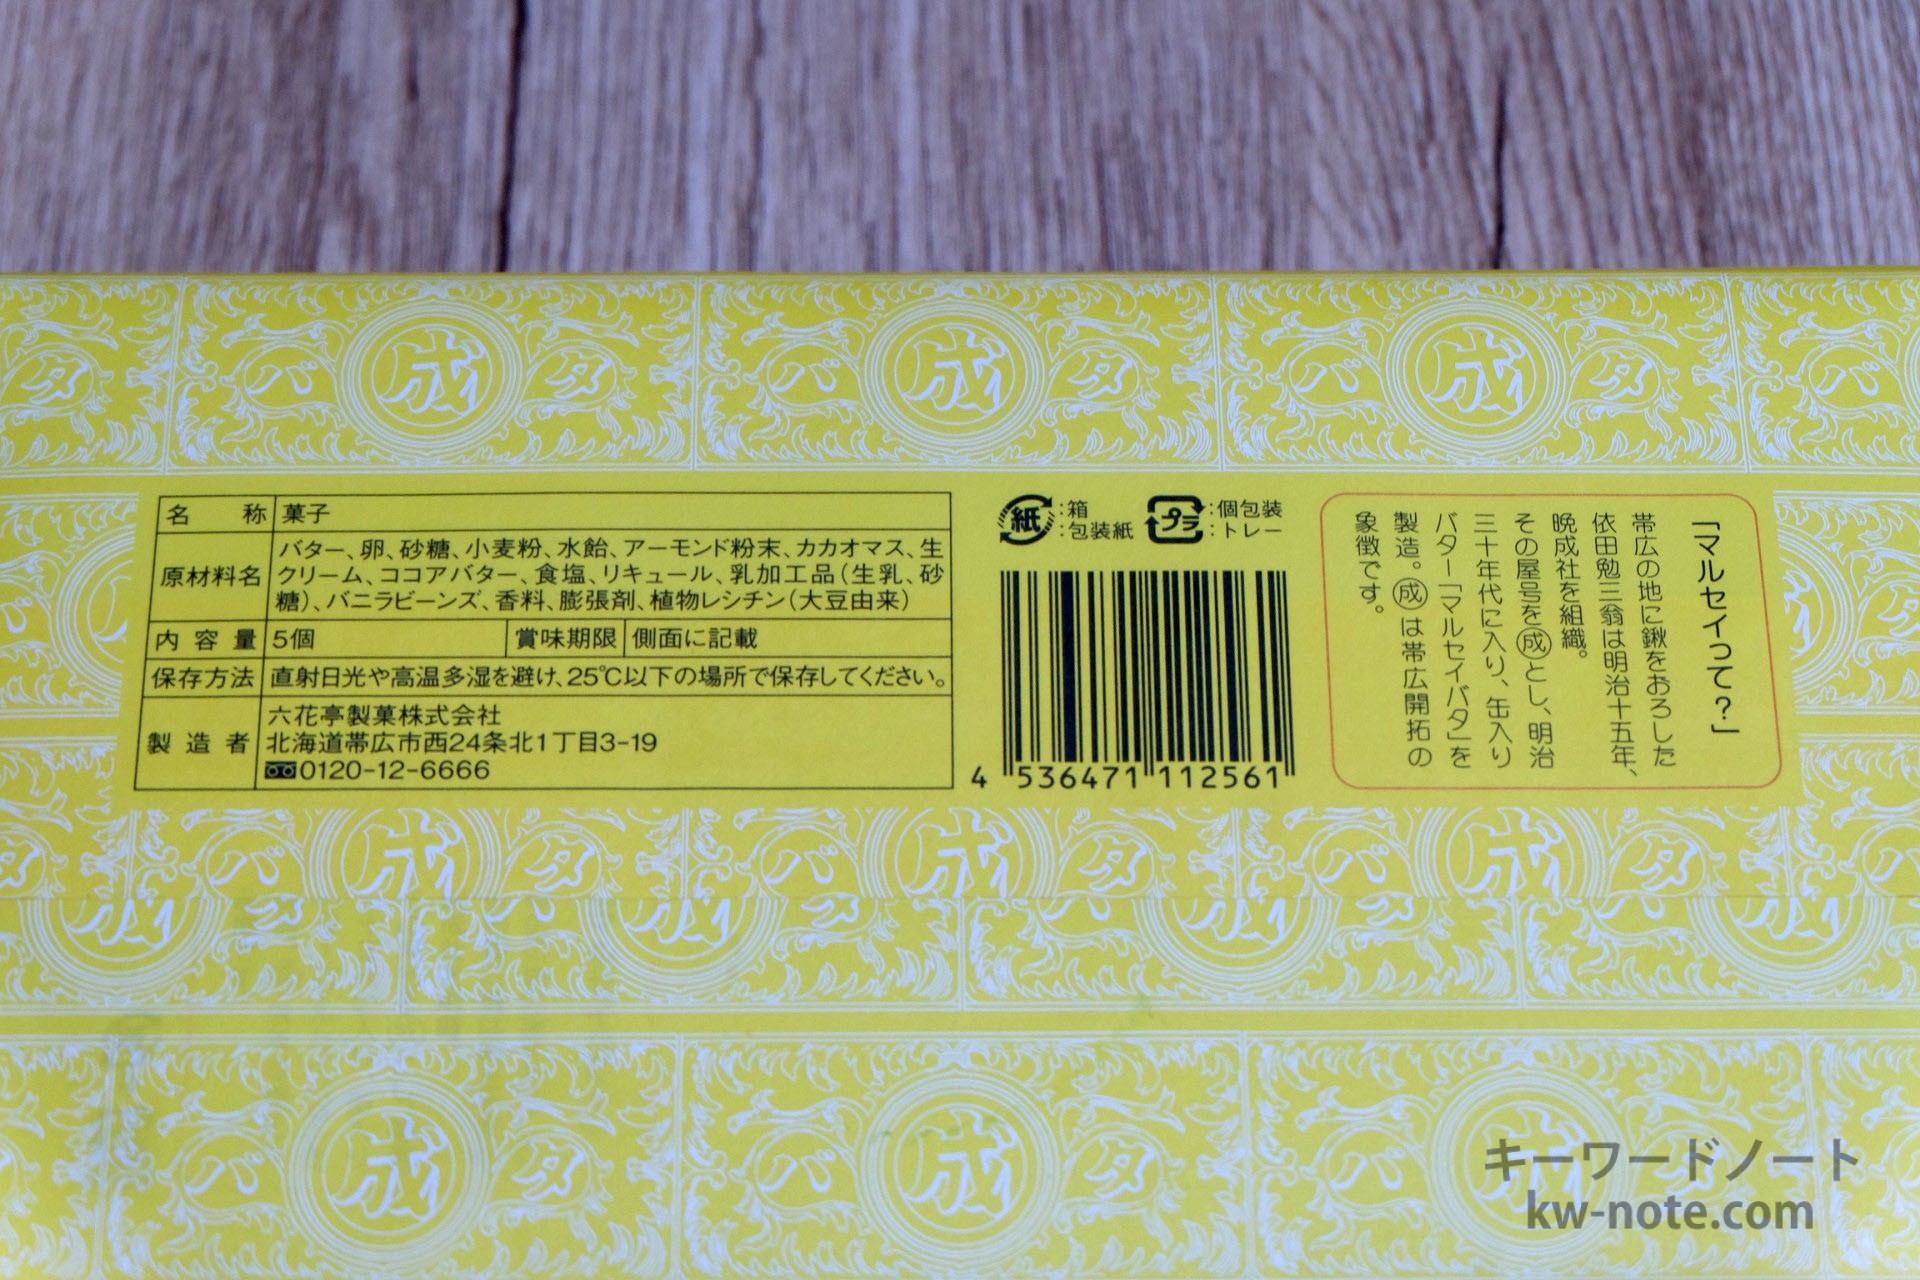 バ 成 タ
名称 菓子
原材料名 バター、卵、砂糖、小麦粉、水飴、アーモンド粉末、カカオマス、生
クリーム、ココアバター、食塩、リキュール、乳加工品(生乳、砂
糖)、バニラビーンズ、香料、膨張剤、植物レシチン(大豆由来)
内容量 5個 賞味期限 側面に記載
保存方法 直射日光や高温多湿を避け、25℃以下の場所で保存してください。
製造者 六花亭製菓株式会社
北海道帯広市西24条北1丁目3-19
0120-12-6666
紙:箱
:包装紙
プラ:個包装
:トレー
4 536471 112561
「マルセイって?」
帯広の地に鍬をおろした
依田勉三翁は明治十五年、
晩成社を組織。
その屋号を成とし、明治
三十年代に入り、缶入り
バター「マルセイバタ」を
製造。成は帯広開拓の
象徴です。
バ 成 タ
バ 成 タ
キーワードノート
kw-note.com